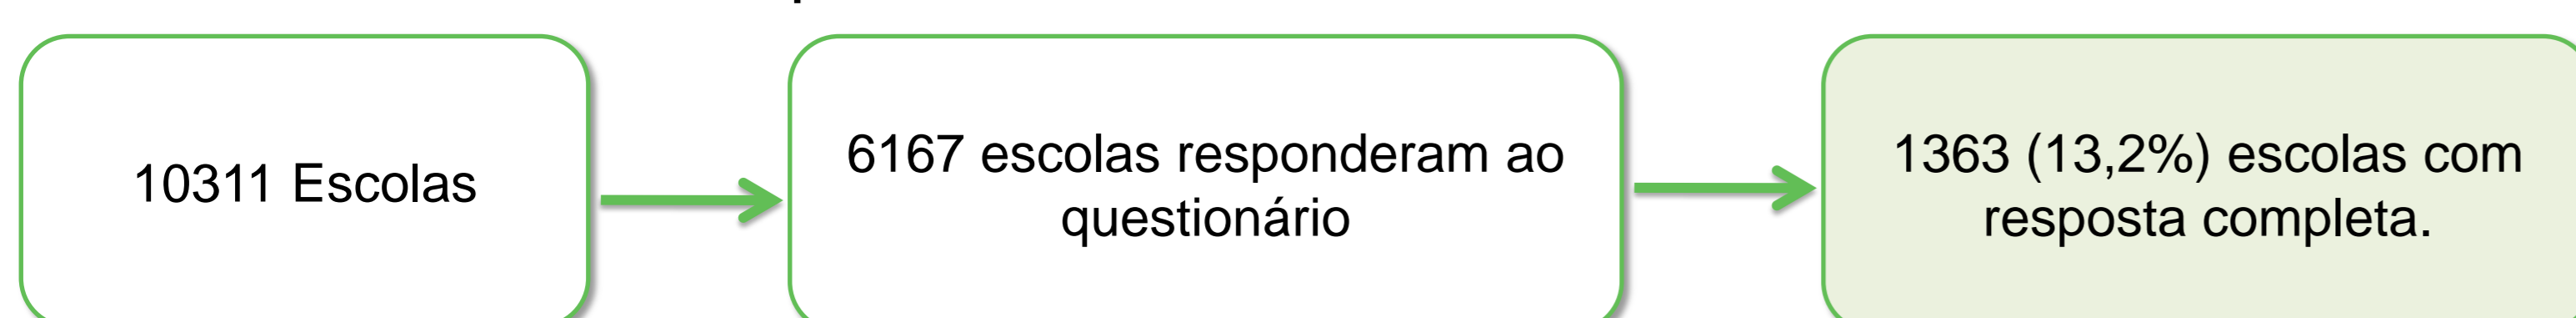 10311 Escolas
6167 escolas responderam ao
questionário
1363 (13,2%) escolas com
resposta completa.